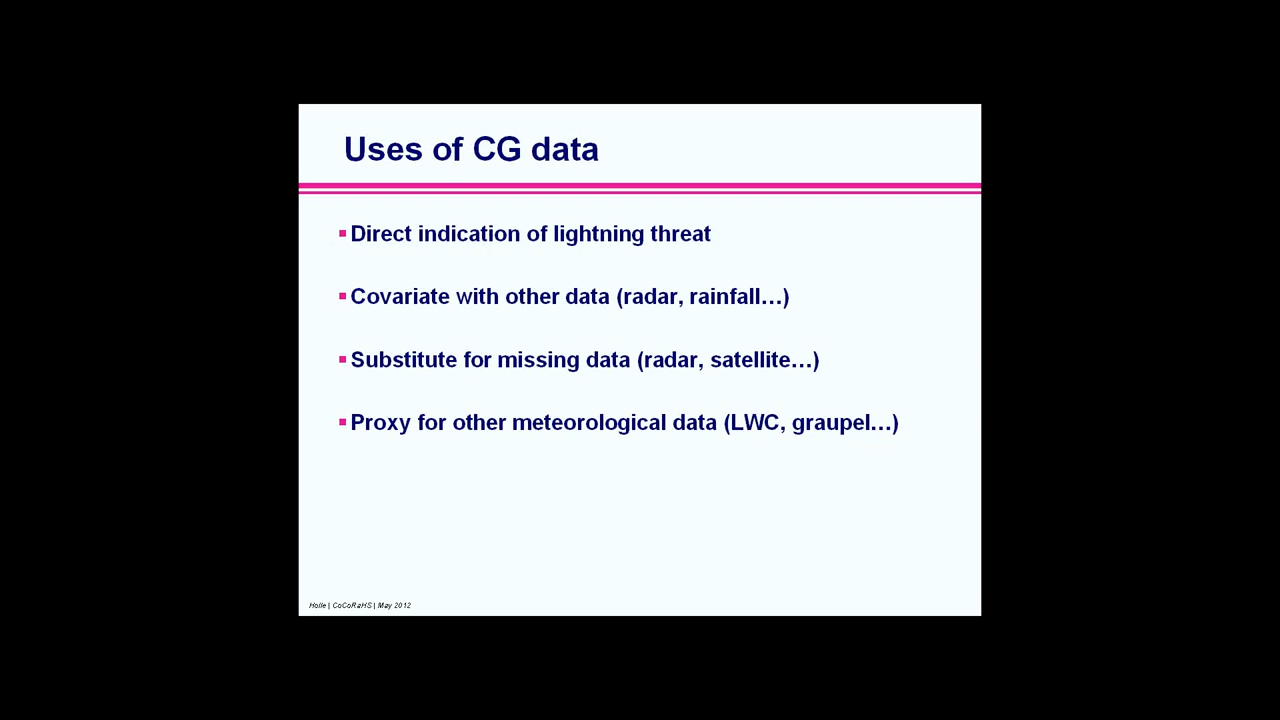 Uses of CG data
▪ Direct indication of lightning threat
▪ Covariate with other data (radar, rainfall…)
▪ Substitute for missing data (radar, satellite…)
▪ Proxy for other meteorological data (LWC, graupel…)
Holle | CoCoRaHS | May 2012